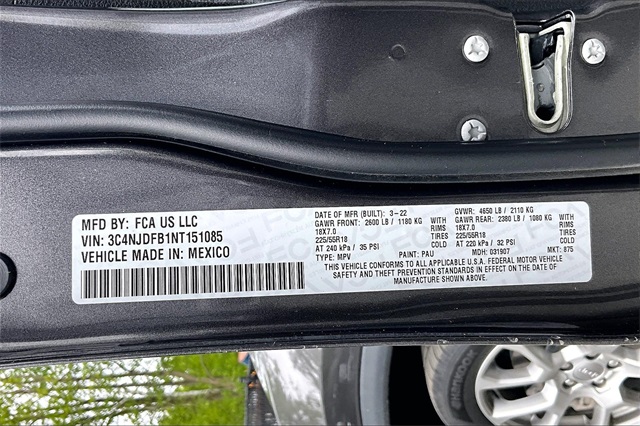 MFD BY: FCA US LLC
VIN: 3C4NJDFB1NT151085
VEHICLE MADE IN: MEXICO
DATE OF MFR (BUILT): 3-22 GVWR: 4650 LB / 2110 KG
GAWR FRONT: 2600 LB / 1180 KG GAWR REAR: 2380 LB / 1080 KG
18X7.0 RIMS 18X7.0 RIMS
225/55R18 TIRES 225/55R18 TIRES
AT 240 kPa / 35 PSI COLD AT 220 kPa / 32 PSI COLD
TYPE: MPV PAINT: PAU MDH: 031907 MKT: 875
THIS VEHICLE CONFORMS TO ALL APPLICABLE U.S.A. FEDERAL MOTOR VEHICLE
SAFETY, BUMPER, AND THEFT PREVENTION STANDARDS IN EFFECT ON THE DATE OF
MANUFACTURE SHOWN ABOVE.
Jeep
HANKOOK